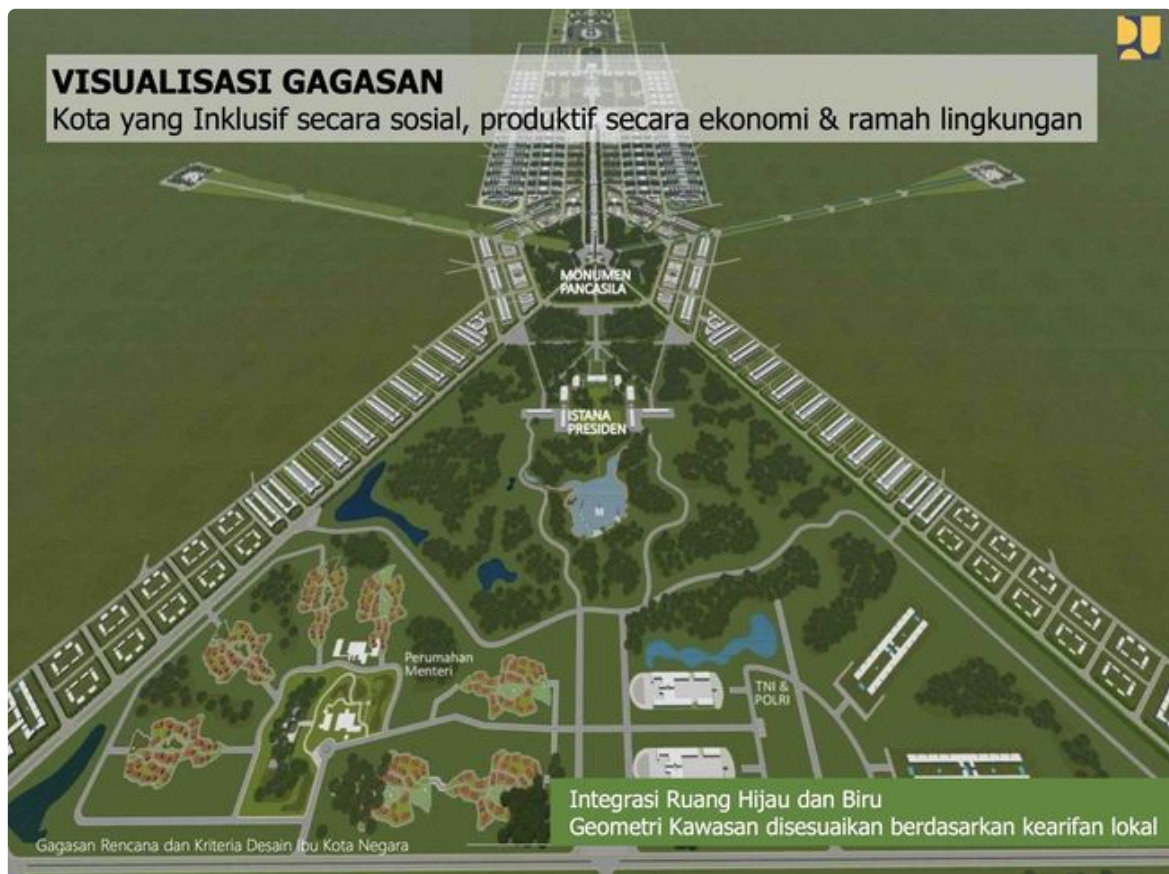 VISUALISASI GAGASAN
Kota yang Inklusif secara sosial, produktif secara ekonomi & ramah lingkungan
MONUMEN
PANCASILA
ISTANA
PRESIDEN
M
Perumahan
Menteri
TNI &
POLRI
Integrasi Ruang Hijau dan Biru
Geometri Kawasan disesuaikan berdasarkan kearifan lokal
Gagasan Rencana dan Kriteria Desain Ibu Kota Negara